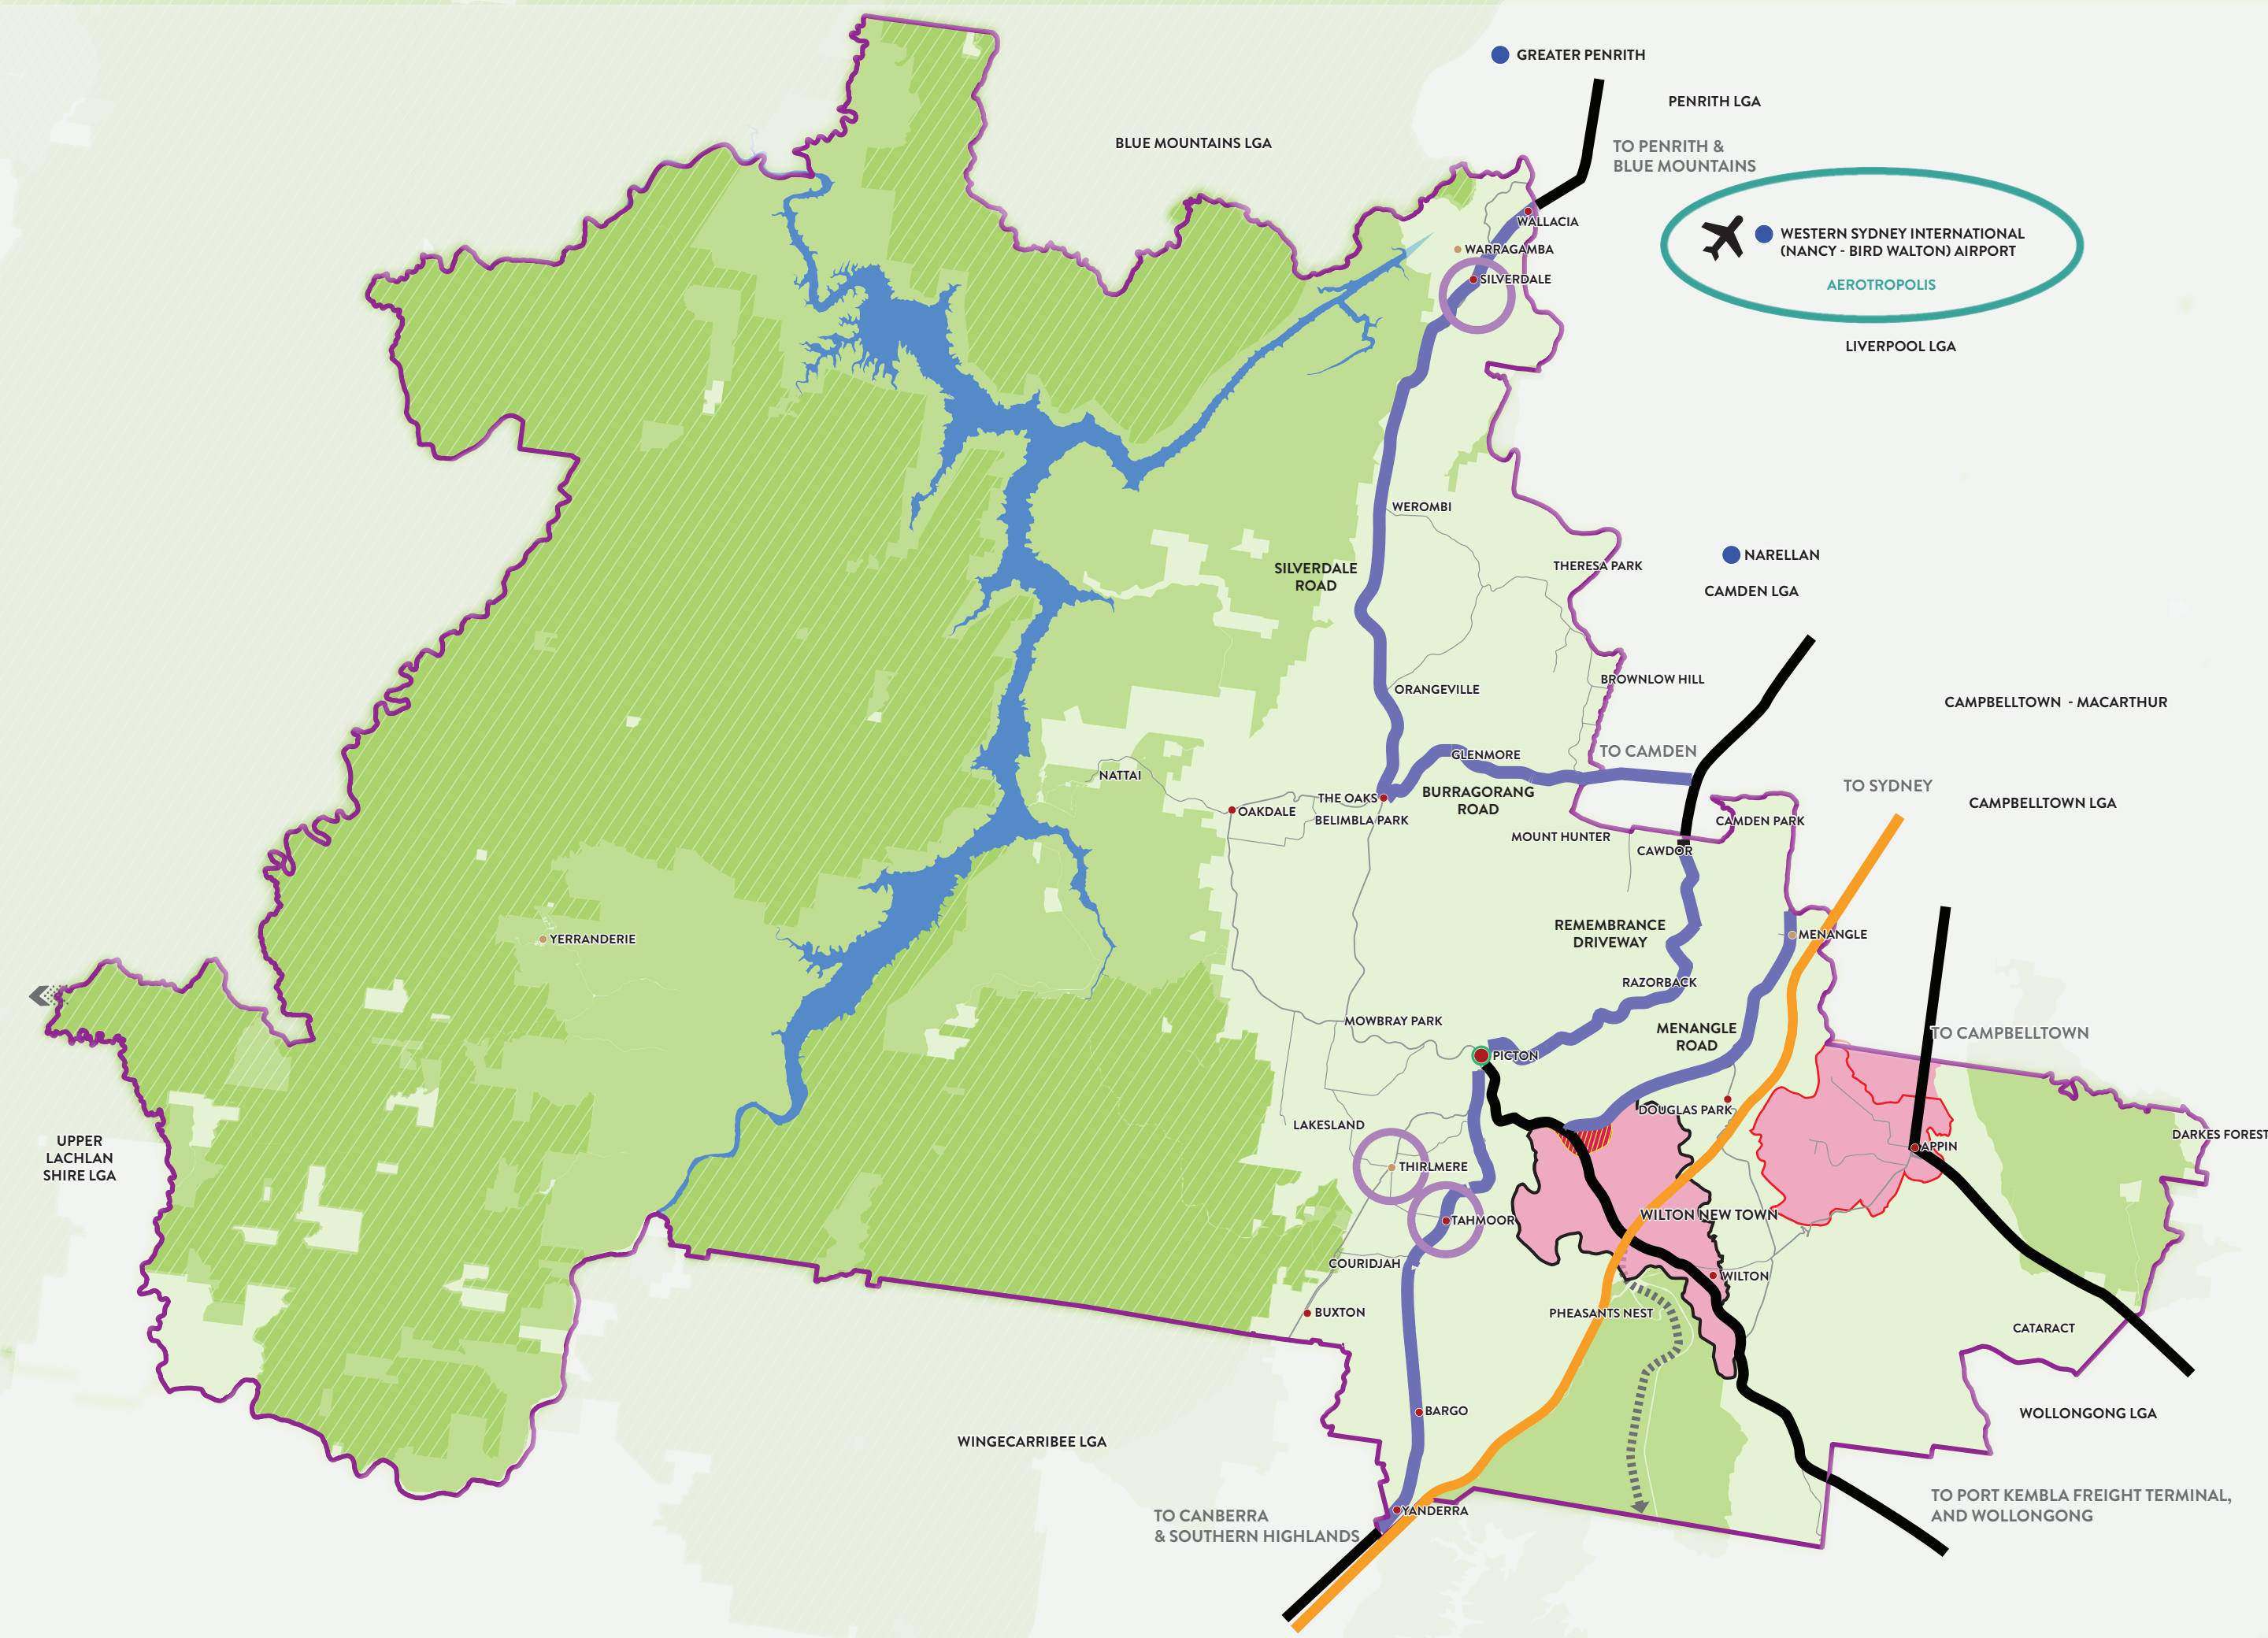 GREATER PENRITH
PENRITH LGA
BLUE MOUNTAINS LGA
TO PENRITH &
BLUE MOUNTAINS
WALLACIA
WARRAGAMBA
SILVERDALE
WESTERN SYDNEY INTERNATIONAL
(NANCY - BIRD WALTON) AIRPORT
AEROTROPOLIS
LIVERPOOL LGA
WEROMBI
SILVERDALE
ROAD
THERESA PARK
NARELLAN
CAMDEN LGA
BROWNLOW HILL
ORANGEVILLE
CAMPBELLTOWN - MACARTHUR
TO CAMDEN
GLENMORE
NATTAI
TO SYDNEY
THE OAKS
BURRAGORANG
ROAD
OAKDALE
BELIMBLA PARK
CAMPBELLTOWN LGA
CAMDEN PARK
MOUNT HUNTER
CAWDOR
REMEMBRANCE
DRIVEWAY
MENANGLE
YERRANDERIE
RAZORBACK
MOWBRAY PARK
MENANGLE
ROAD
TO CAMPBELLTOWN
PICTON
DOUGLAS PARK
LAKESLAND
DARKES FOREST
UPPER
LACHLAN
SHIRE LGA
APPIN
THIRLMERE
WILTON NEW TOWN
TAHMOOR
COURIDJAH
WILTON
BUXTON
PHEASANTS NEST
CATARACT
BARGO
WOLLONGONG LGA
WINGECARRIBEE LGA
TO PORT KEMBLA FREIGHT TERMINAL,
AND WOLLONGONG
YANDERRA
TO CANBERRA
& SOUTHERN HIGHLANDS